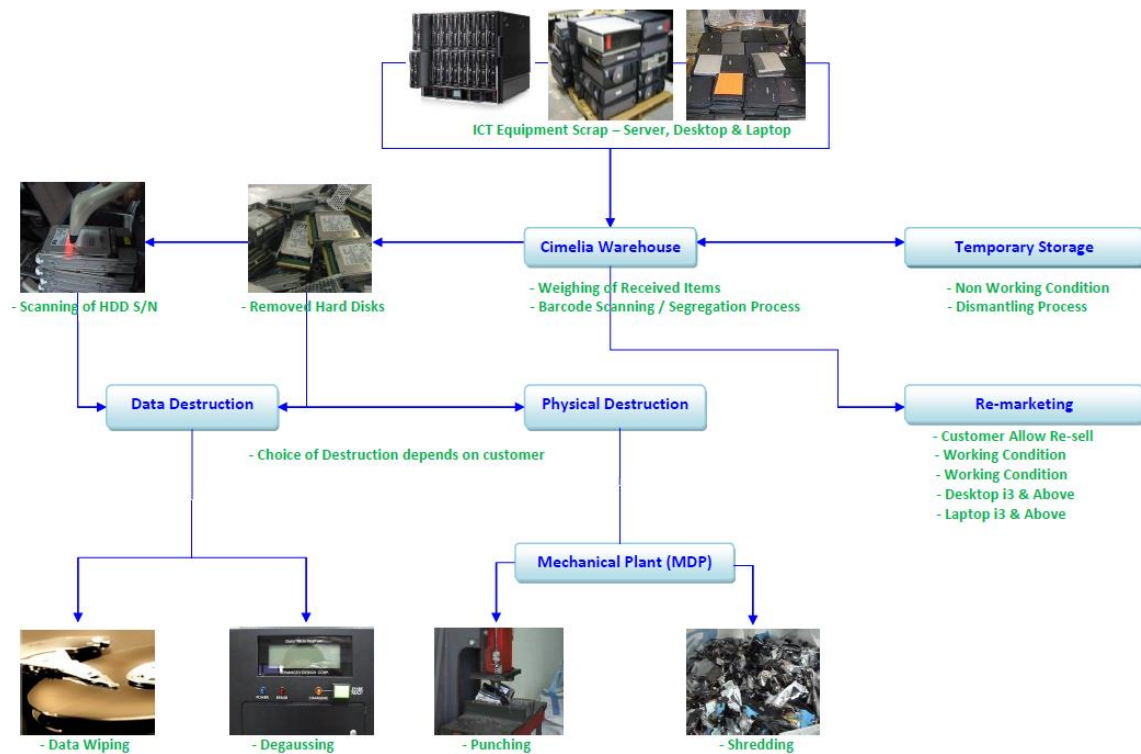 ICT Equipment Scrap – Server, Desktop & Laptop
Cimelia Warehouse
Temporary Storage
- Weighing of Received Items
- Barcode Scanning / Segregation Process
- Non Working Condition
- Dismantling Process
- Scanning of HDD S/N
- Removed Hard Disks
Data Destruction
Physical Destruction
Re-marketing
- Choice of Destruction depends on customer
- Customer Allow Re-sell
- Working Condition
- Working Condition
- Desktop i3 & Above
- Laptop i3 & Above
Mechanical Plant (MDP)
POWER
CHARGING
- Data Wiping
- Degaussing
- Punching
- Shredding